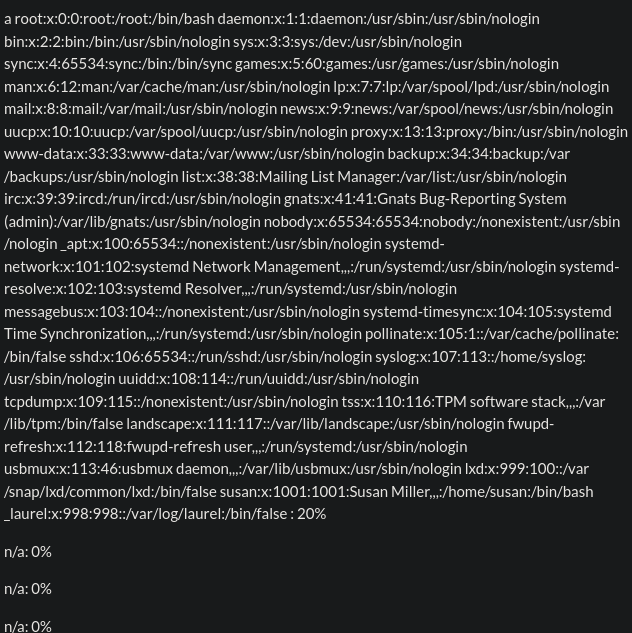 a root:x:0:0:root:/root:/bin/bash daemon:x:1:1:daemon:/usr/sbin:/usr/sbin/nologin
bin:x:2:2:bin:/bin:/usr/sbin/nologin sys:x:3:3:sys:/dev:/usr/sbin/nologin
sync:x:4:65534:sync:/bin:/bin/sync games:x:5:60:games:/usr/games:/usr/sbin/nologin
man:x:6:12:man:/var/cache/man:/usr/sbin/nologin lp:x:7:7:lp:/var/spool/lpd:/usr/sbin/nologin
mail:x:8:8:mail:/var/mail:/usr/sbin/nologin news:x:9:9:news:/var/spool/news:/usr/sbin/nologin
uucp:x:10:10:uucp:/var/spool/uucp:/usr/sbin/nologin proxy:x:13:13:proxy:/bin:/usr/sbin/nologin
www-data:x:33:33:www-data:/var/www:/usr/sbin/nologin backup:x:34:34:backup:/var
/backups:/usr/sbin/nologin list:x:38:38:Mailing List Manager:/var/list:/usr/sbin/nologin
irc:x:39:39:ircd:/run/ircd:/usr/sbin/nologin gnats:x:41:41:Gnats Bug-Reporting System
(admin):/var/lib/gnats:/usr/sbin/nologin nobody:x:65534:65534:nobody:/nonexistent:/usr/sbin
/nologin _apt:x:100:65534::/nonexistent:/usr/sbin/nologin systemd-
network:x:101:102:systemd Network Management,,,:/run/systemd:/usr/sbin/nologin systemd-
resolve:x:102:103:systemd Resolver,,,:/run/systemd:/usr/sbin/nologin
messagebus:x:103:104::/nonexistent:/usr/sbin/nologin systemd-timesync:x:104:105:systemd
Time Synchronization,,,:/run/systemd:/usr/sbin/nologin pollinate:x:105:1::/var/cache/pollinate:
/bin/false sshd:x:106:65534::/run/sshd:/usr/sbin/nologin syslog:x:107:113::/home/syslog:
/usr/sbin/nologin uuidd:x:108:114::/run/uuidd:/usr/sbin/nologin
tcpdump:x:109:115::/nonexistent:/usr/sbin/nologin tss:x:110:116:TPM software stack,,,:/var
/lib/tpm:/bin/false landscape:x:111:117::/var/lib/landscape:/usr/sbin/nologin fwupd-
refresh:x:112:118:fwupd-refresh user,,,:/run/systemd:/usr/sbin/nologin
usbmux:x:113:46:usbmux daemon,,,:/var/lib/usbmux:/usr/sbin/nologin lxd:x:999:100::/var
/snap/lxd/common/lxd:/bin/false susan:x:1001:1001:Susan Miller,,,:/home/susan:/bin/bash
_laurel:x:998:998::/var/log/laurel:/bin/false : 20%
n/a: 0%
n/a: 0%
n/a: 0%